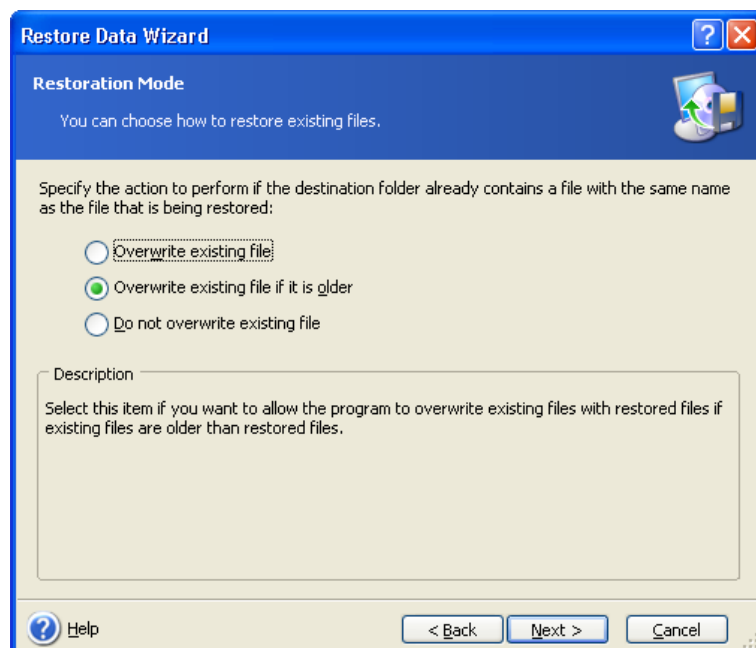 Restore Data Wizard
Restoration Mode
You can choose how to restore existing files.
Specify the action to perform if the destination folder already contains a file with the same name
as the file that is being restored:
Overwrite existing file
Overwrite existing file if it is older
Do not overwrite existing file
Description
Select this item if you want to allow the program to overwrite existing files with restored files if
existing files are older than restored files.
Help
< Back
Next >
Cancel